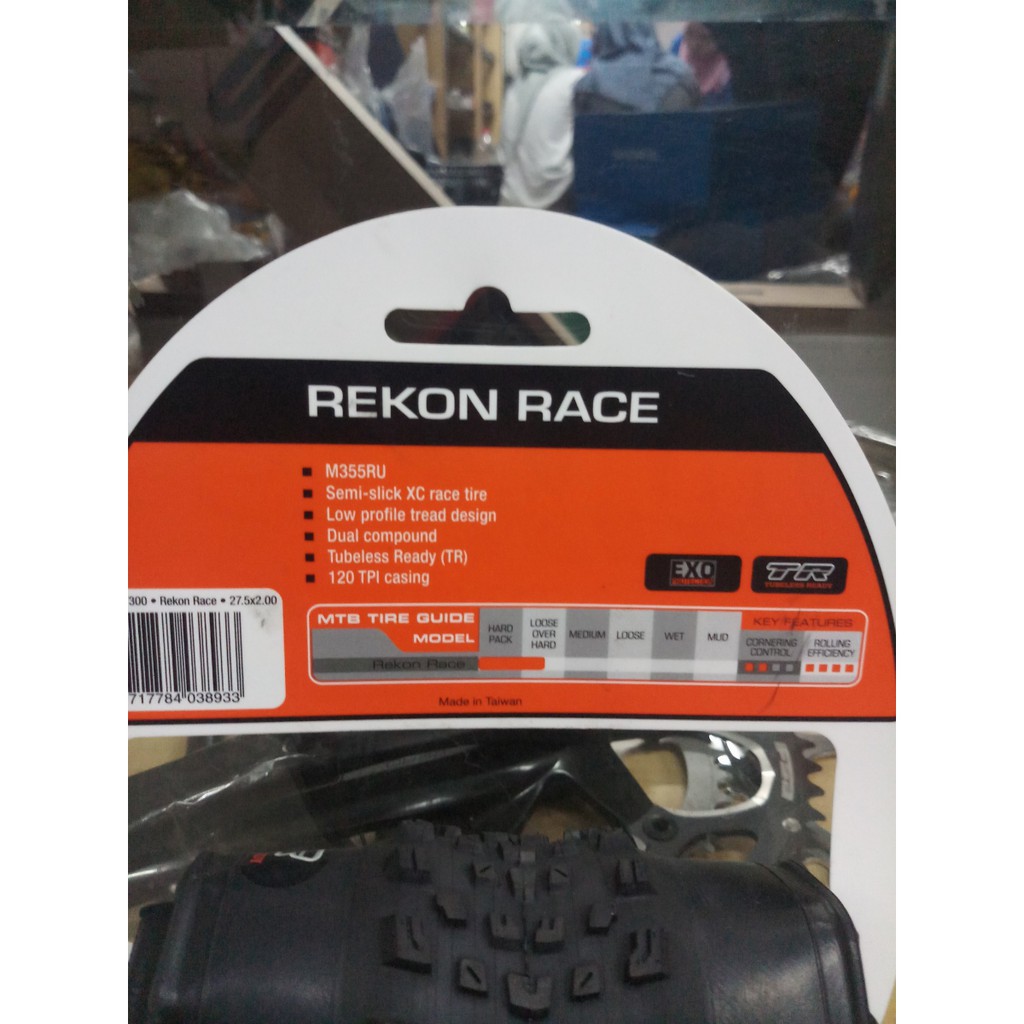 REKON RACE
M355RU
Semi-slick XC race tire
Low profile tread design
Dual compound
Tubeless Ready (TR)
120 TPI casing
EXO
TR
TUBELESS READY
300 • Rekon Race • 27.5x2.00
717784 038933
MTB TIRE GUIDE
MODEL
HARD PACK
LOOSE OVER HARD
MEDIUM
LOOSE
WET
MUD
KEY FEATURES
CORNERING CONTROL
ROLLING EFFICIENCY
Rekon Race
Made in Taiwan